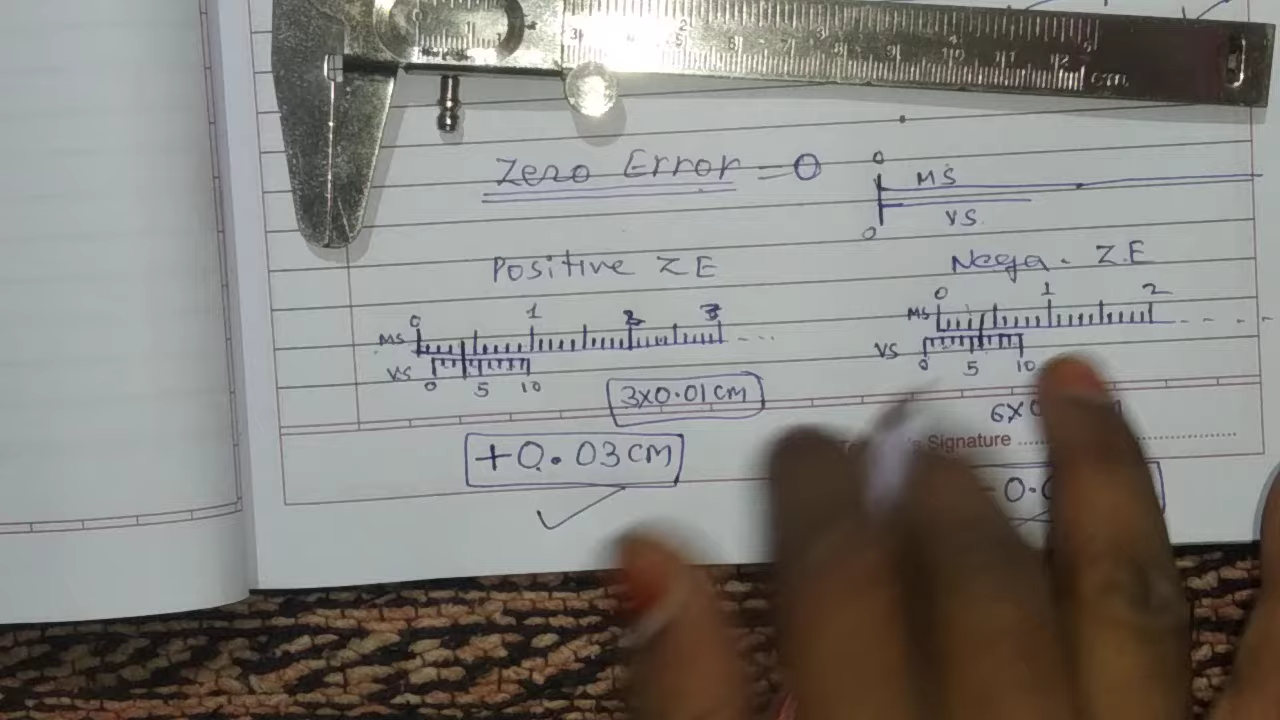 Zero Error = 0
0
MS
VS.
0
Positive ZE
Nega. Z.E
0 1 2 3
MS
VS
0 5 10
0 1 2
MS
VS
0 5 10
3x0.01cm
6x
Signature
+0.03cm